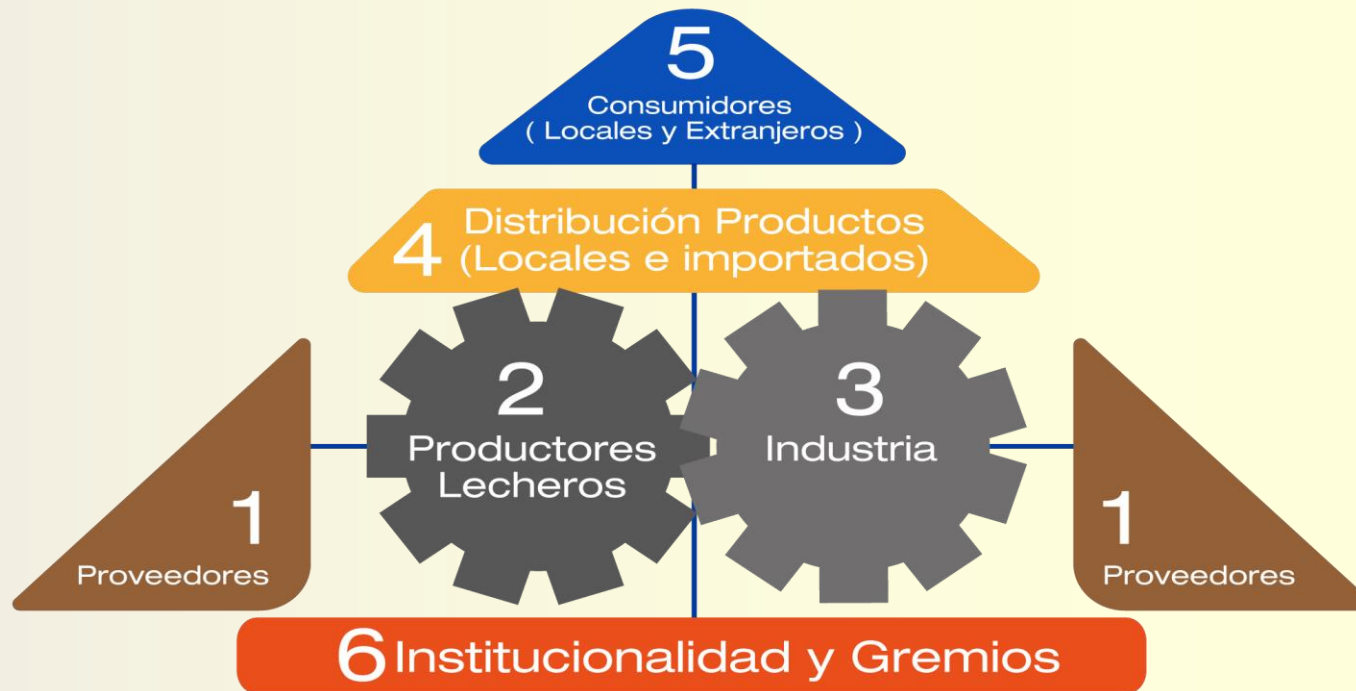 5
Consumidores
( Locales y Extranjeros )
4 Distribución Productos
(Locales e importados)
2
Productores
Lecheros
3
Industria
1
Proveedores
1
Proveedores
6 Institucionalidad y Gremios